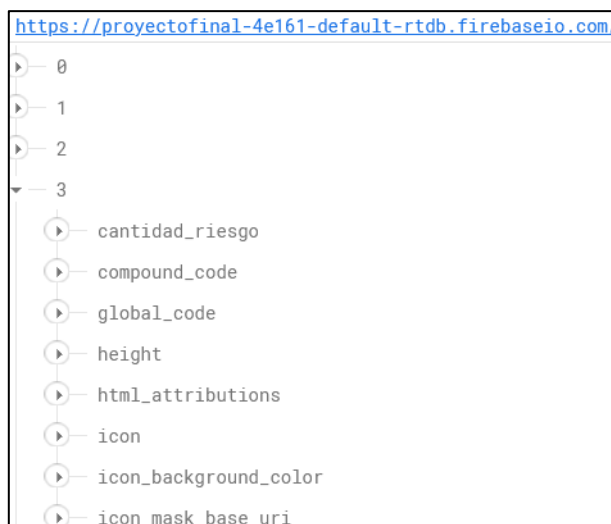 https://proyectofinal-4e161-default-rtdb.firebaseio.com/
0
1
2
3
cantidad_riesgo
compound_code
global_code
height
html_attributions
icon
icon_background_color
icon_mask_base_uri